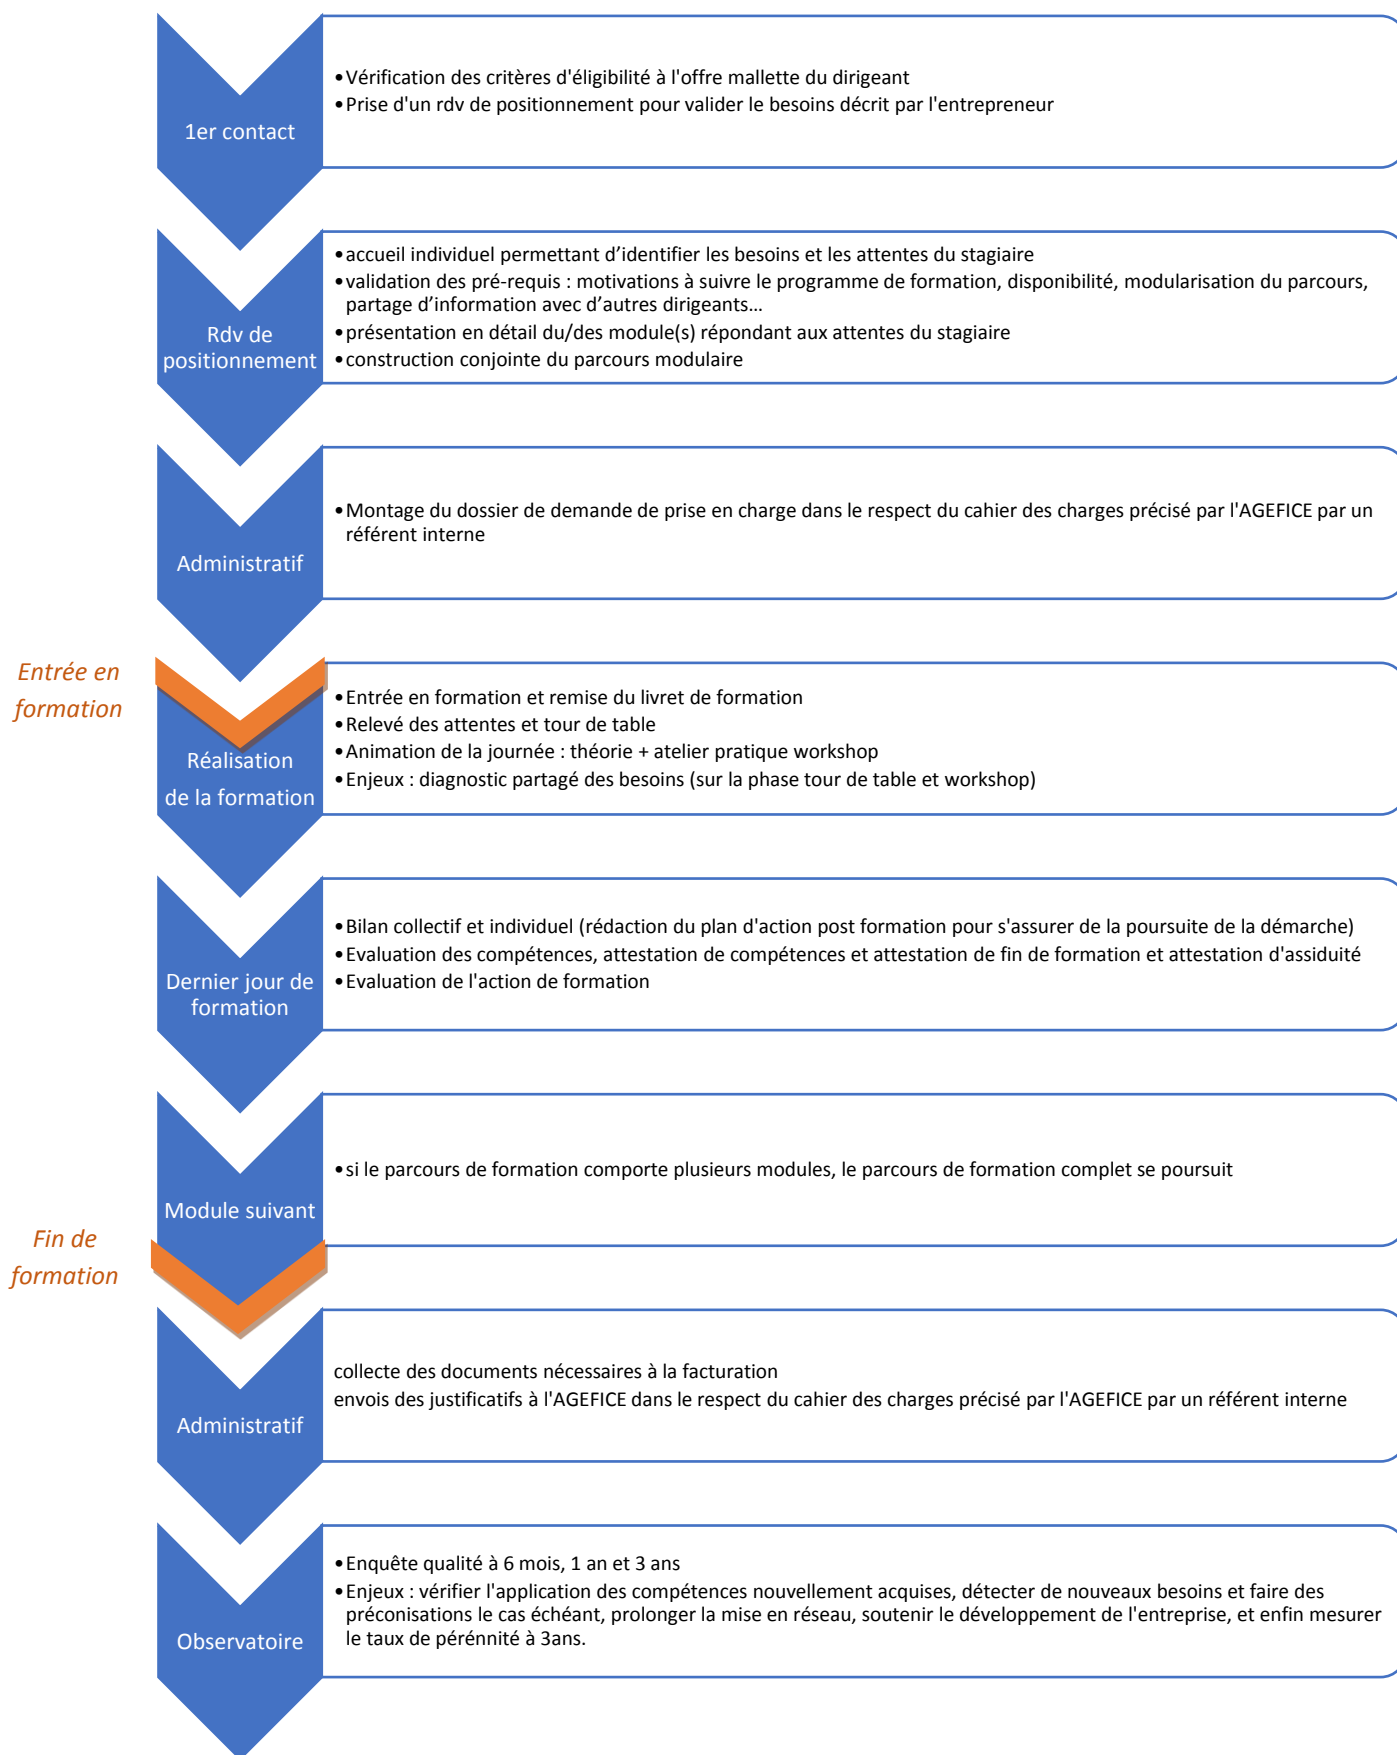 1er contact
•Vérification des critères d'éligibilité à l'offre mallette du dirigeant
•Prise d'un rdv de positionnement pour valider le besoins décrit par l'entrepreneur
Rdv de
positionnement
•accueil individuel permettant d’identifier les besoins et les attentes du stagiaire
•validation des pré-requis : motivations à suivre le programme de formation, disponibilité, modularisation du parcours,
partage d’information avec d’autres dirigeants…
•présentation en détail du/des module(s) répondant aux attentes du stagiaire
•construction conjointe du parcours modulaire
Administratif
•Montage du dossier de demande de prise en charge dans le respect du cahier des charges précisé par l'AGEFICE par un
référent interne
Entrée en
formation
Réalisation
de la formation
•Entrée en formation et remise du livret de formation
•Relevé des attentes et tour de table
•Animation de la journée : théorie + atelier pratique workshop
•Enjeux : diagnostic partagé des besoins (sur la phase tour de table et workshop)
Dernier jour de
formation
•Bilan collectif et individuel (rédaction du plan d'action post formation pour s'assurer de la poursuite de la démarche)
•Evaluation des compétences, attestation de compétences et attestation de fin de formation et attestation d'assiduité
•Evaluation de l'action de formation
Module suivant
•si le parcours de formation comporte plusieurs modules, le parcours de formation complet se poursuit
Fin de
formation
Administratif
collecte des documents nécessaires à la facturation
envois des justificatifs à l'AGEFICE dans le respect du cahier des charges précisé par l'AGEFICE par un référent interne
Observatoire
•Enquête qualité à 6 mois, 1 an et 3 ans
•Enjeux : vérifier l'application des compétences nouvellement acquises, détecter de nouveaux besoins et faire des
préconisations le cas échéant, prolonger la mise en réseau, soutenir le développement de l'entreprise, et enfin mesurer
le taux de pérénnité à 3ans.